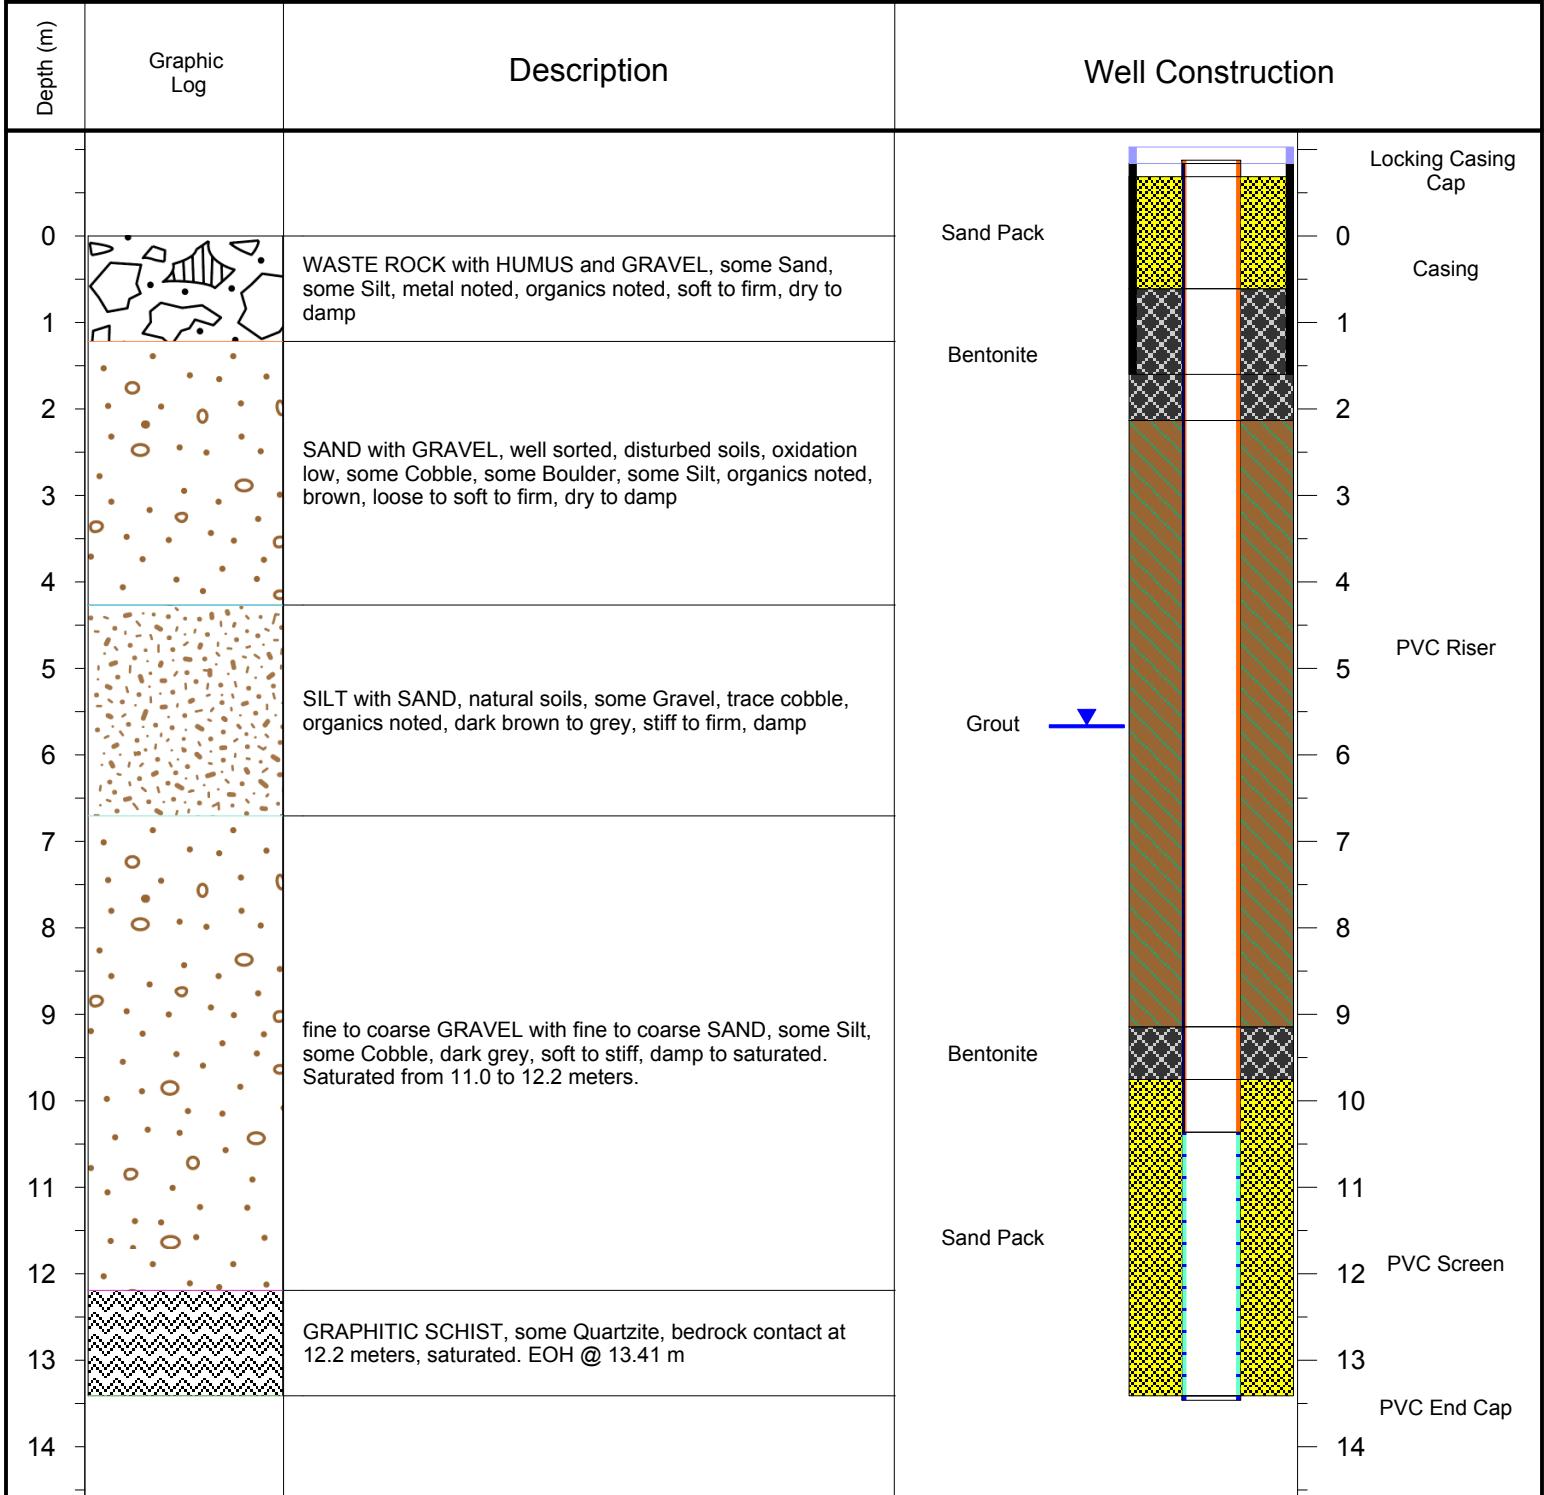 Depth (m)
Graphic
Log
Description
Well Construction
Locking Casing
Cap
Sand Pack
0
0
Casing
WASTE ROCK with HUMUS and GRAVEL, some Sand,
some Silt, metal noted, organics noted, soft to firm, dry to
damp
1
1
Bentonite
2
2
SAND with GRAVEL, well sorted, disturbed soils, oxidation
low, some Cobble, some Boulder, some Silt, organics noted,
brown, loose to soft to firm, dry to damp
3
3
4
4
5
5
PVC Riser
SILT with SAND, natural soils, some Gravel, trace cobble,
organics noted, dark brown to grey, stiff to firm, damp
Grout
6
6
7
7
8
8
9
9
fine to coarse GRAVEL with fine to coarse SAND, some Silt,
some Cobble, dark grey, soft to stiff, damp to saturated.
Saturated from 11.0 to 12.2 meters.
Bentonite
10
10
11
11
Sand Pack
12
12
PVC Screen
GRAPHITIC SCHIST, some Quartzite, bedrock contact at
12.2 meters, saturated. EOH @ 13.41 m
13
13
PVC End Cap
14
14